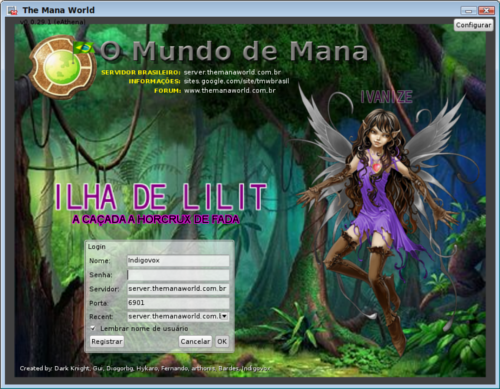 The Mana World
v0.0.29.1 (eAthena)
Configurar
O Mundo de Mana
SERVIDOR BRASILEIRO: server.themanaworld.com.br
INFORMAÇÕES: sites.google.com/site/tmwbrasil
FORUM: www.themanaworld.com.br
IVANIZE
ILHA DE LILIT
A CAÇADA A HORCRUX DE FADA
Login
Nome: Indigovox
Senha:
Servidor: server.themanaworld.com.br
Porta: 6901
Recent: server.themanaworld.com.b
Lembrar nome de usuário
Registrar Cancelar OK
Created by: Dark Knight, Gui, Diogorbg, Hykaro, Fernando, arthorix, Bardes, Indigovox